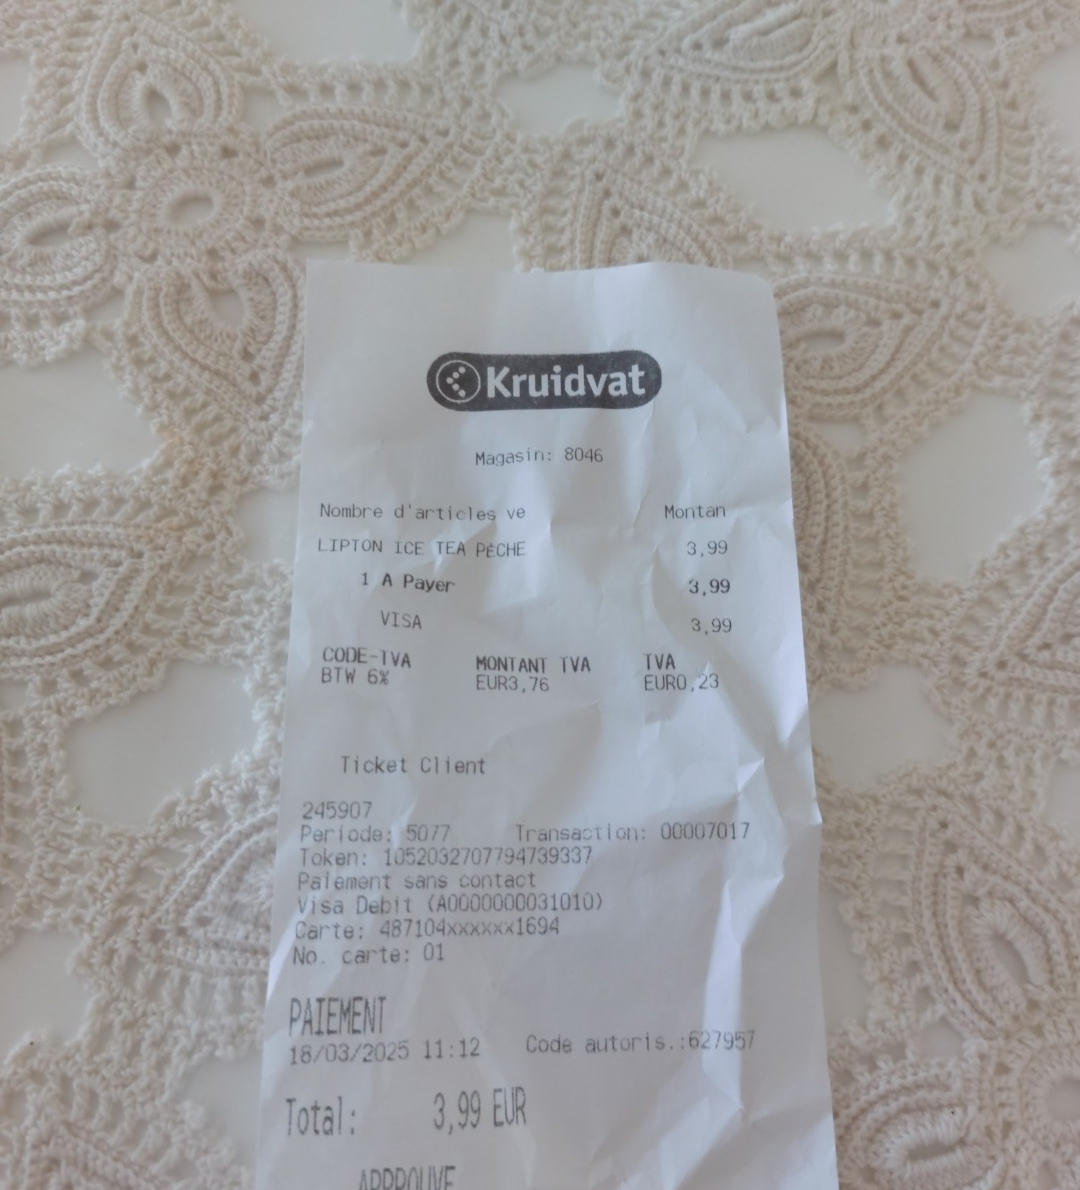 Kruidvat
Magasin: 8046
Nombre d'articles ve Montan
LIPTON ICE TEA PÊCHE 3,99
1 A Payer 3,99
VISA 3,99
CODE-TVA MONTANT TVA TVA
BTW 6% EUR3,76 EUR0,23
Ticket Client
245907
Periode: 5077 Transaction: 00007017
Token: 1052032707794739337
Paiement sans contact
Visa Debit (A0000000031010)
Carte: 487104xxxxxx1694
No. carte: 01
PAIEMENT
18/03/2025 11:12 Code autoris.:627957
Total: 3,99 EUR
APPROUVE